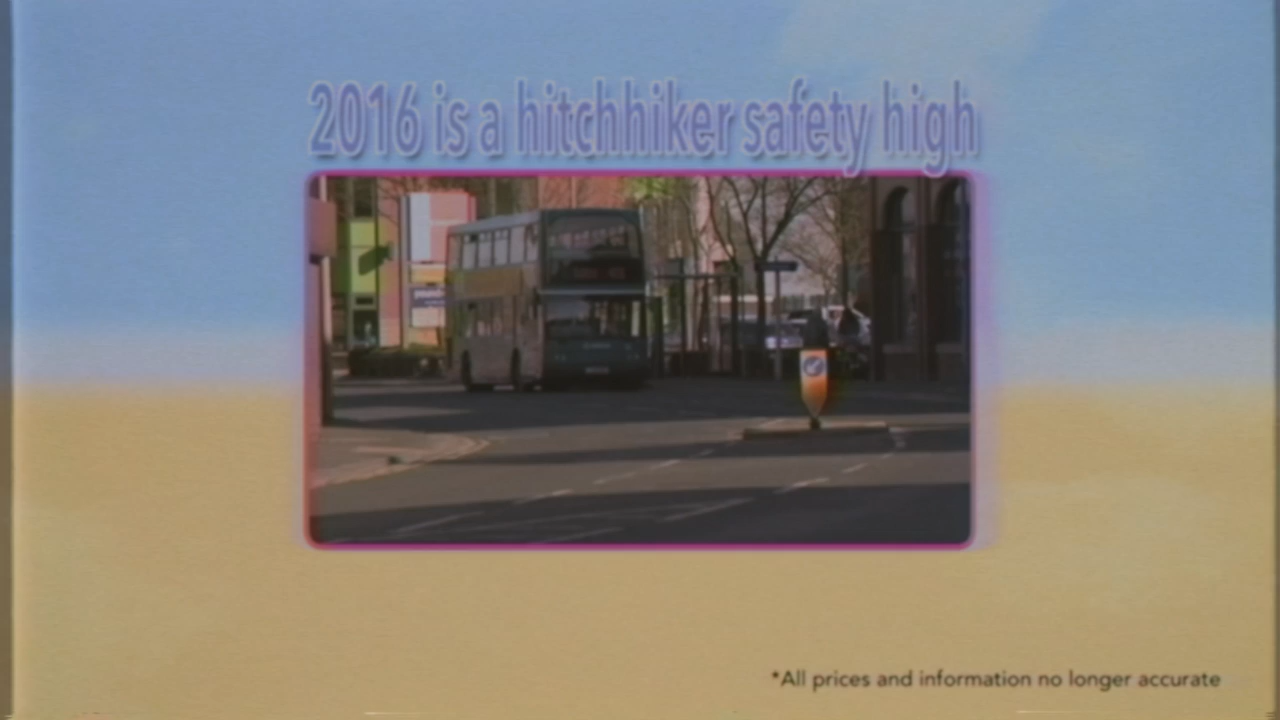 2016 is a hitchhiker safety high
*All prices and information no longer accurate